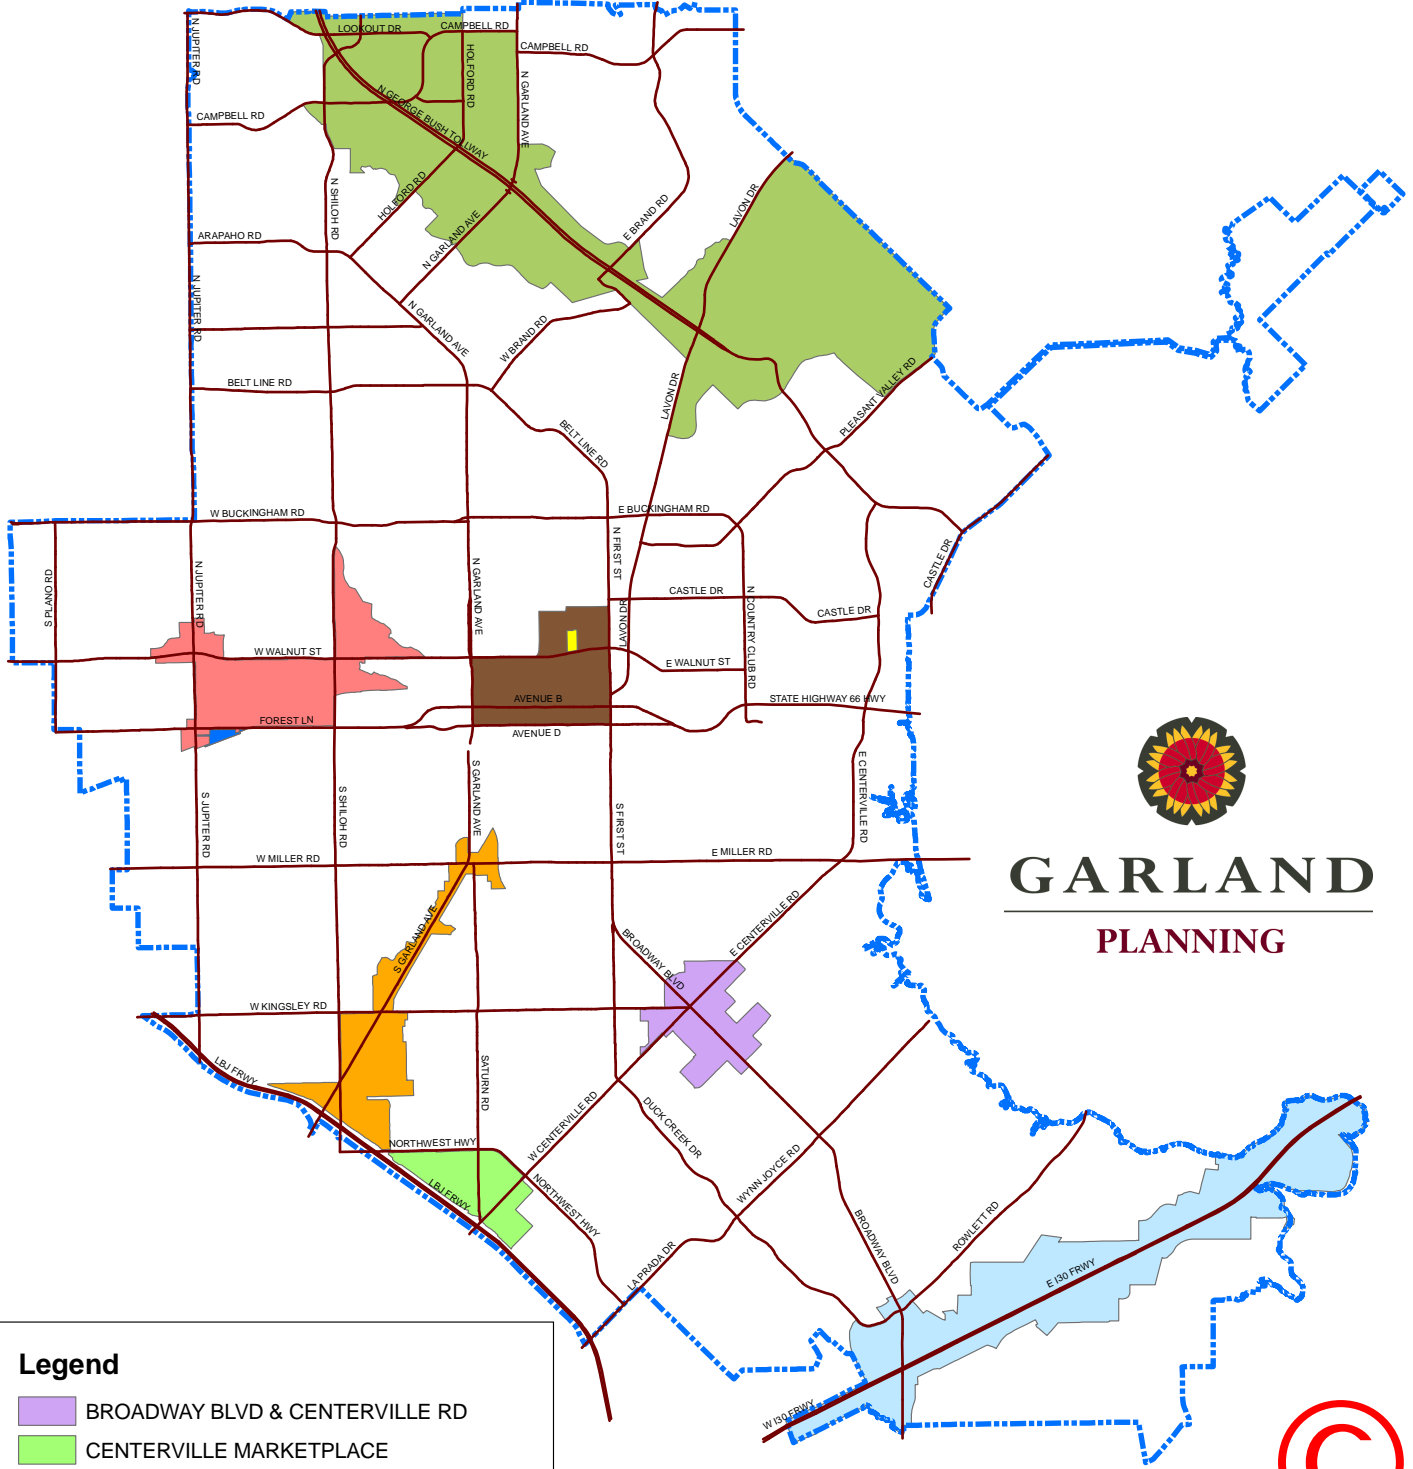 N JUPITER RD
LOOKOUT DR
CAMPBELL RD
CAMPBELL RD
HOLFORD RD
N GARLAND AVE
CAMPBELL RD
N GEORGE BUSH TOLLWAY
HOLFORD RD
N SHILOH RD
N GARLAND AVE
E BRAND RD
LAVON DR
ARAPAHO RD
N JUPITER RD
N GARLAND AVE
W BRAND RD
BELT LINE RD
LAVON DR
PLEASANT VALLEY RD
BELT LINE RD
W BUCKINGHAM RD
E BUCKINGHAM RD
N FIRST ST
CASTLE DR
S PLANO RD
N JUPITER RD
N GARLAND AVE
CASTLE DR
N COUNTRY CLUB RD
CASTLE DR
LAVON DR
W WALNUT ST
E WALNUT ST
AVENUE B
STATE HIGHWAY 66 HWY
FOREST LN
AVENUE D
S JUPITER RD
S SHILOH RD
S GARLAND AVE
S FIRST ST
E CENTERVILLE RD
W MILLER RD
E MILLER RD
GARLAND
PLANNING
S GARLAND AVE
BROADWAY BLVD
E CENTERVILLE RD
W KINGSLEY RD
LBJ FRWY
SATURN RD
W CENTERVILLE RD
DUCK CREEK DR
NORTHWEST HWY
LBJ FRWY
NORTHWEST HWY
WYNN JOYCE RD
LA PRADA DR
BROADWAY BLVD
ROWLETT RD
E I30 FRWY
W I30 FRWY
Legend
BROADWAY BLVD & CENTERVILLE RD
CENTERVILLE MARKETPLACE